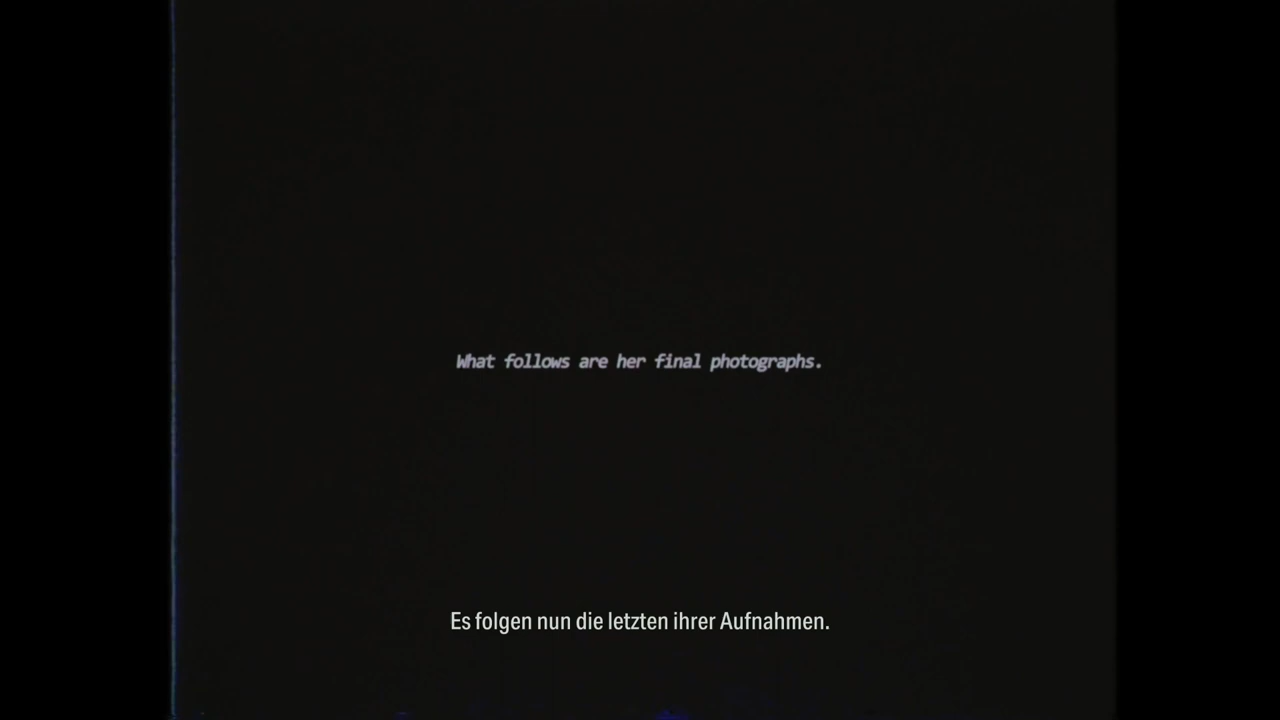 What follows are her final photographs.
Es folgen nun die letzten ihrer Aufnahmen.